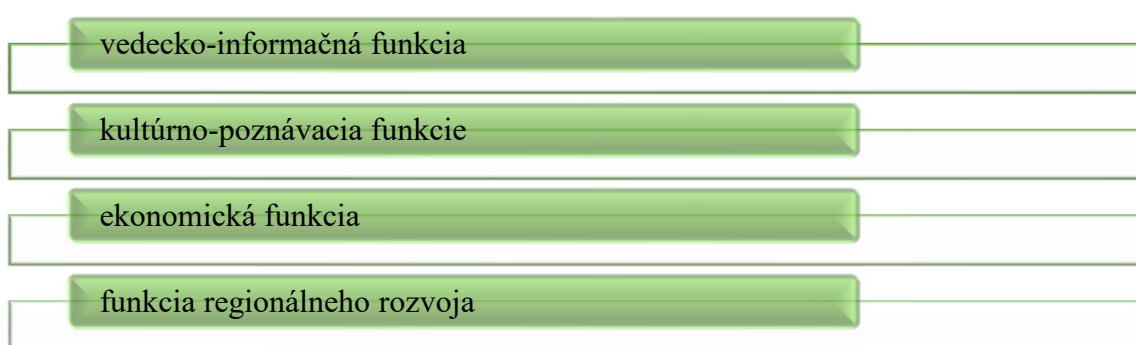 vedecko-informačná funkcia
kultúrno-poznávacia funkcie
ekonomická funkcia
funkcia regionálneho rozvoja